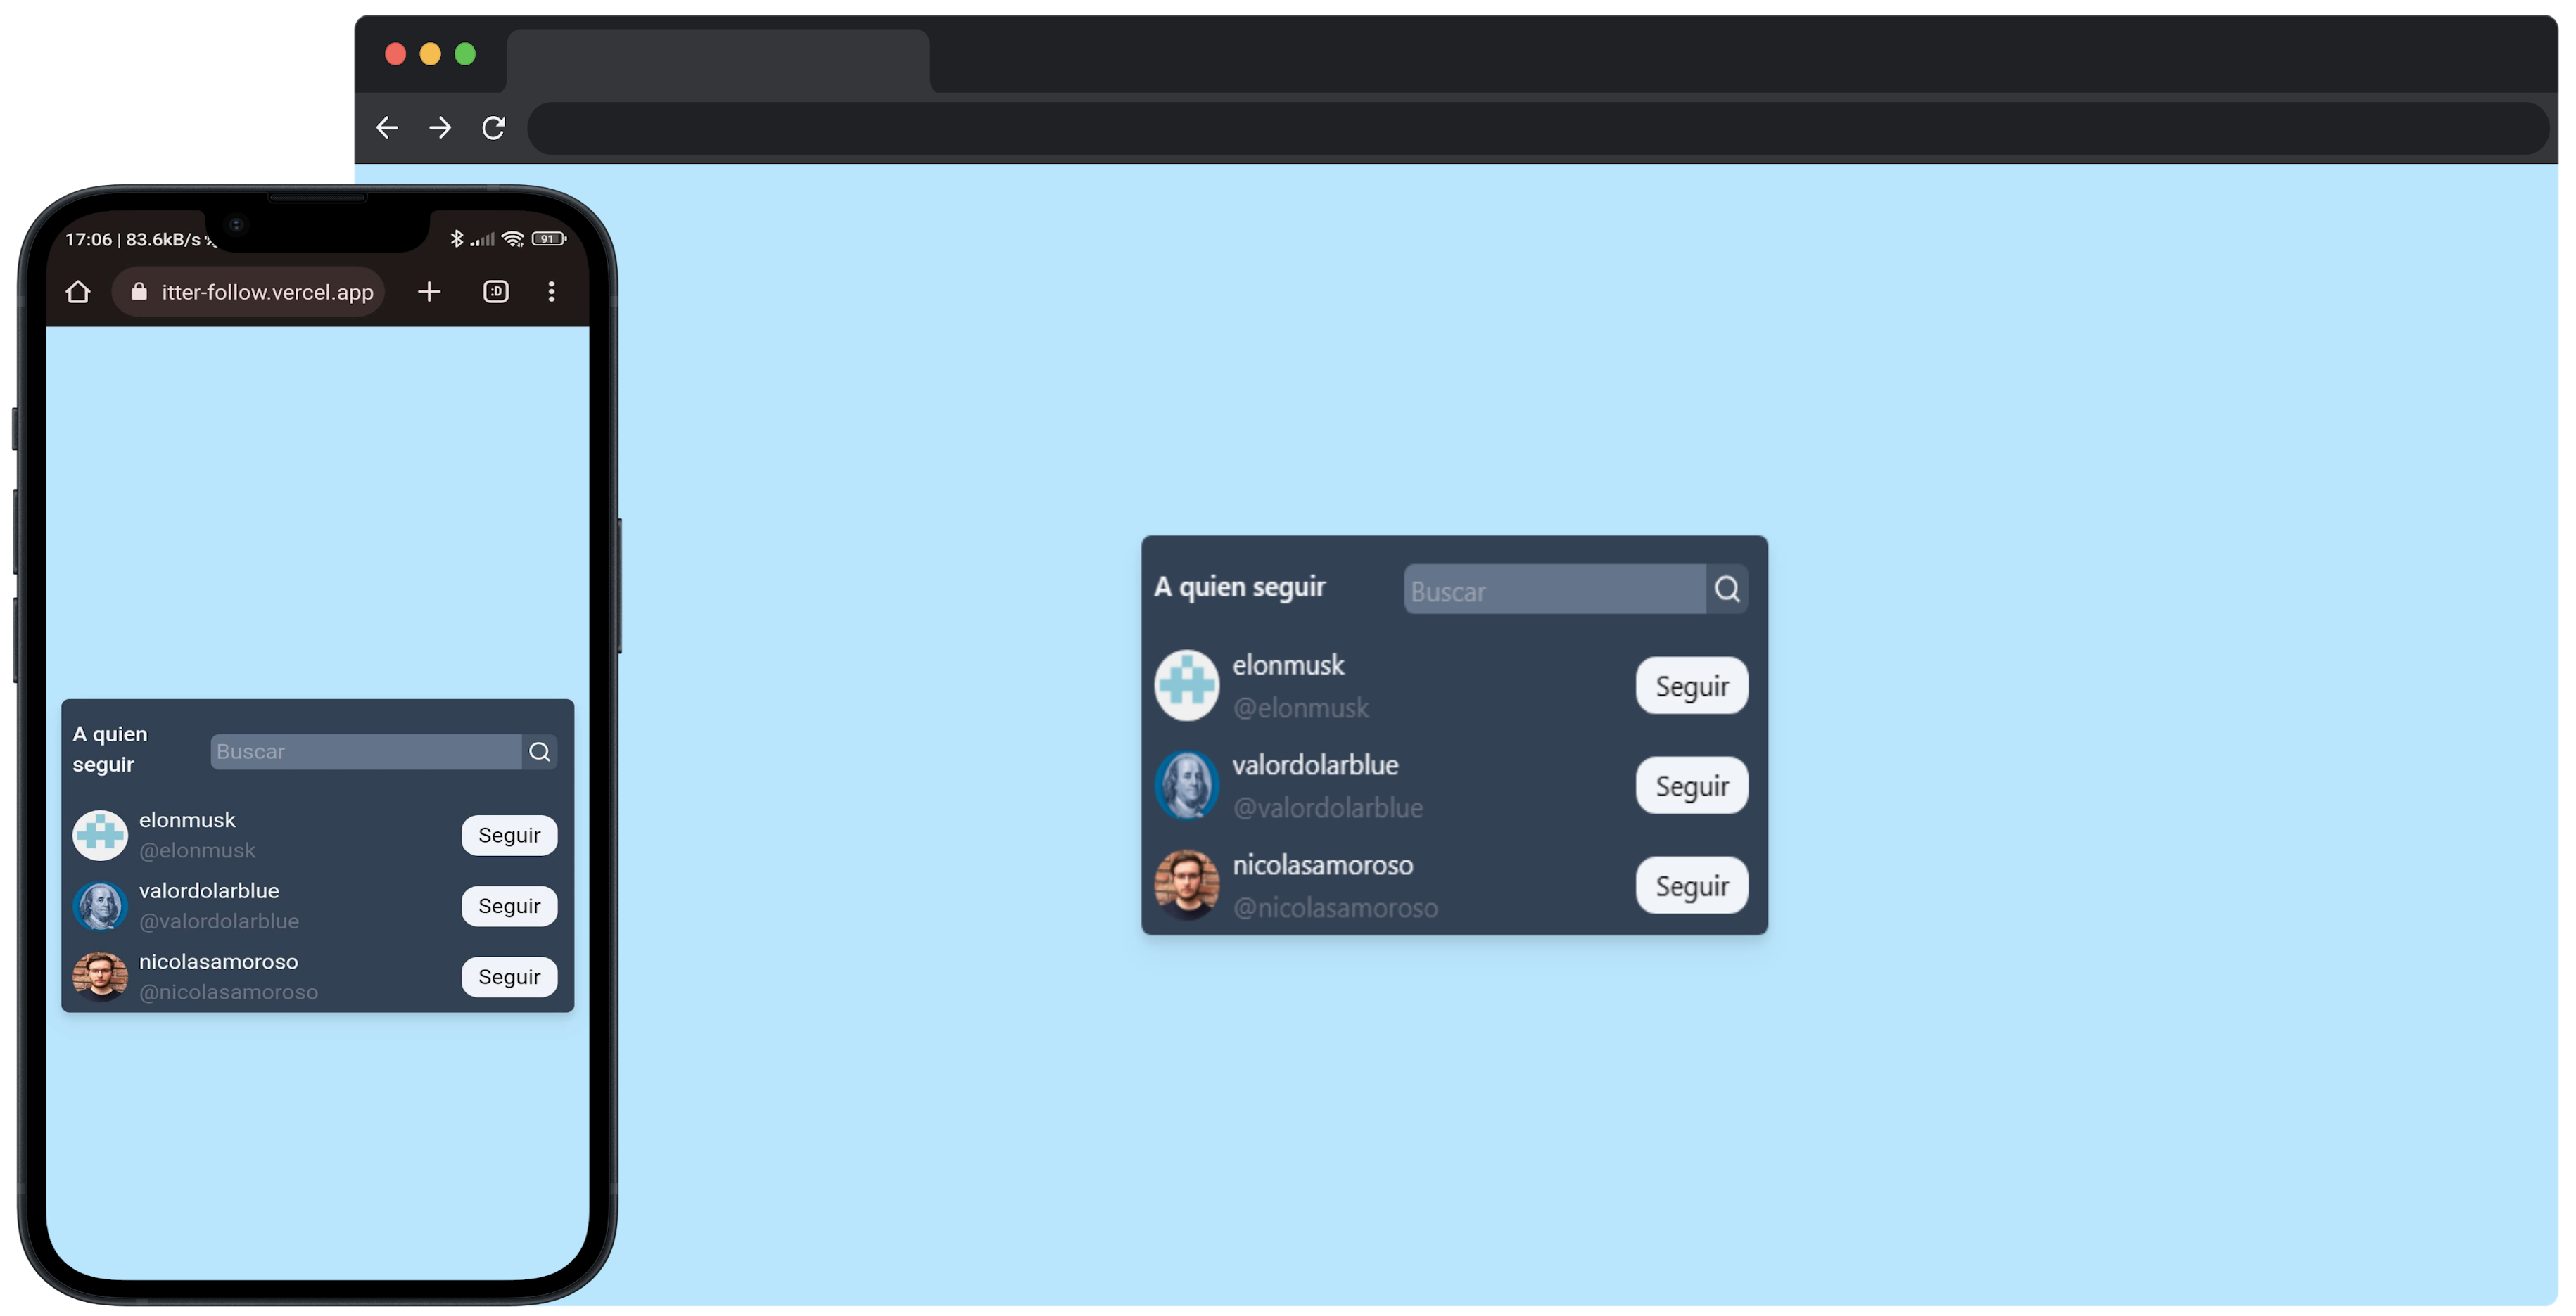 17:06 | 83.6kB/s
91
itter-follow.vercel.app
:D
A quien
seguir
Buscar
elonmusk
@elonmusk
Seguir
valordolarblue
@valordolarblue
Seguir
nicolasamoroso
@nicolasamoroso
Seguir
A quien seguir
Buscar
elonmusk
@elonmusk
Seguir
valordolarblue
@valordolarblue
Seguir
nicolasamoroso
@nicolasamoroso
Seguir